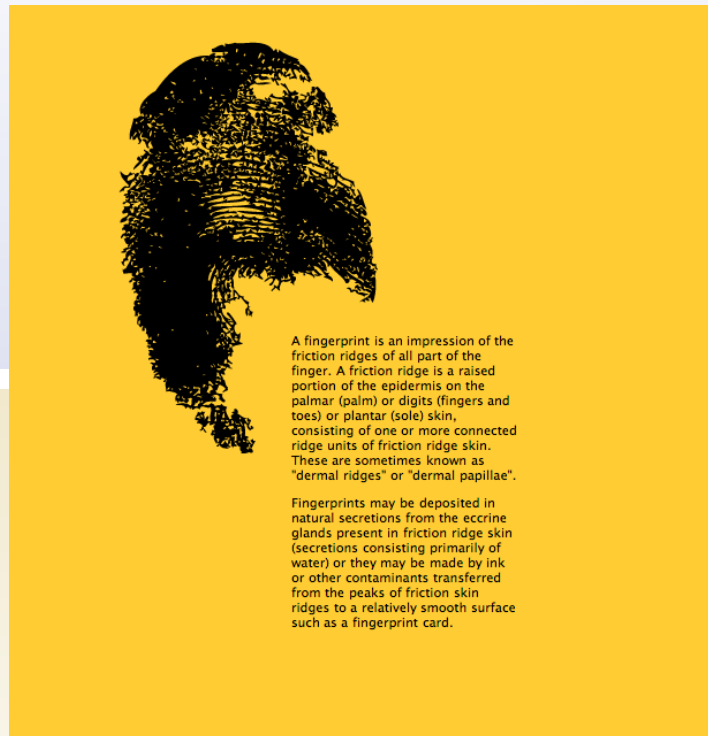 A fingerprint is an impression of the
friction ridges of all part of the
finger. A friction ridge is a raised
portion of the epidermis on the
palmar (palm) or digits (fingers and
toes) or plantar (sole) skin,
consisting of one or more connected
ridge units of friction ridge skin.
These are sometimes known as
"dermal ridges" or "dermal papillae".
Fingerprints may be deposited in
natural secretions from the eccrine
glands present in friction ridge skin
(secretions consisting primarily of
water) or they may be made by ink
or other contaminants transferred
from the peaks of friction skin
ridges to a relatively smooth surface
such as a fingerprint card.